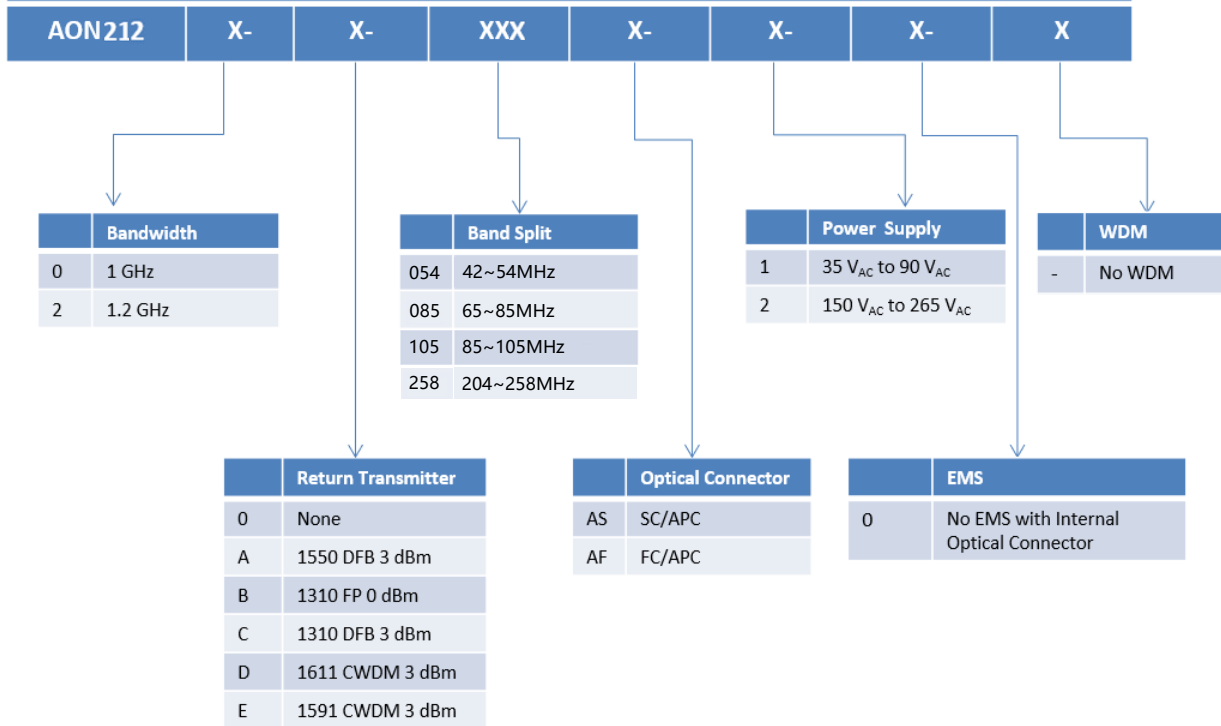 AON212 X- X- XXX X- X- X- X
Bandwidth
0 1 GHz
2 1.2 GHz
Band Split
054 42~54MHz
085 65~85MHz
105 85~105MHz
258 204~258MHz
Power Supply
1 35 VAC to 90 VAC
2 150 VAC to 265 VAC
WDM
- No WDM
Return Transmitter
0 None
A 1550 DFB 3 dBm
B 1310 FP 0 dBm
C 1310 DFB 3 dBm
D 1611 CWDM 3 dBm
E 1591 CWDM 3 dBm
Optical Connector
AS SC/APC
AF FC/APC
EMS
0 No EMS with Internal
Optical Connector